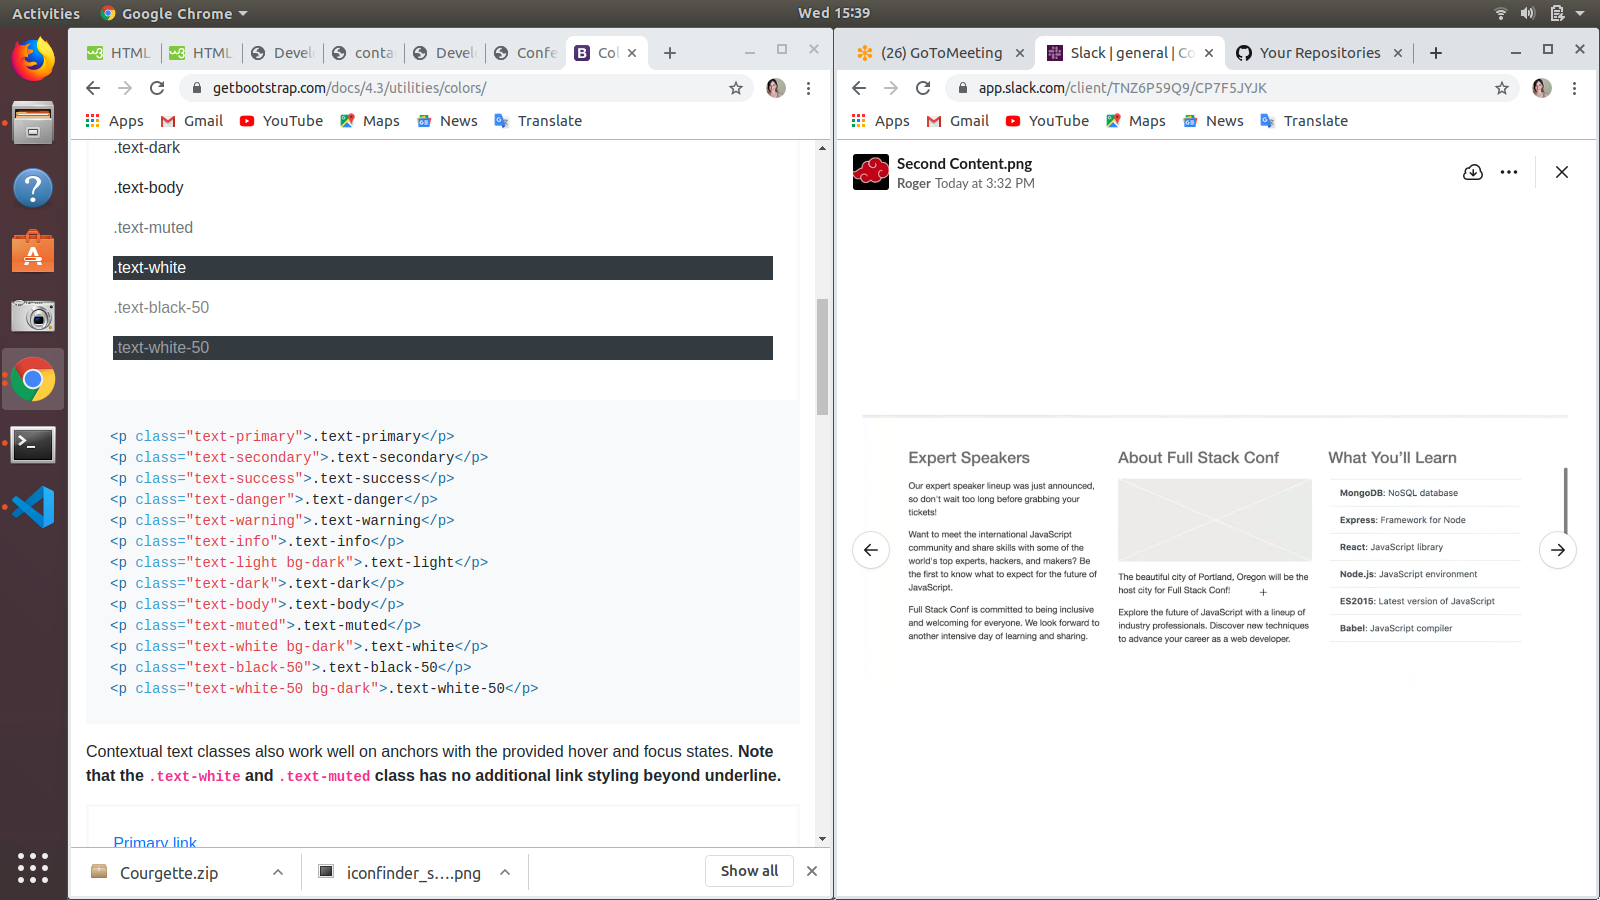 Activities
Google Chrome
Wed 15:39
HTML
HTML
Devel
conta
Devel
Confe
Col
getbootstrap.com/docs/4.3/utilities/colors/
Apps
Gmail
YouTube
Maps
News
Translate
.text-dark
.text-body
.text-muted
.text-white
.text-black-50
.text-white-50
<p class="text-primary">.text-primary</p>
<p class="text-secondary">.text-secondary</p>
<p class="text-success">.text-success</p>
<p class="text-danger">.text-danger</p>
<p class="text-warning">.text-warning</p>
<p class="text-info">.text-info</p>
<p class="text-light bg-dark">.text-light</p>
<p class="text-dark">.text-dark</p>
<p class="text-body">.text-body</p>
<p class="text-muted">.text-muted</p>
<p class="text-white bg-dark">.text-white</p>
<p class="text-black-50">.text-black-50</p>
<p class="text-white-50 bg-dark">.text-white-50</p>
Contextual text classes also work well on anchors with the provided hover and focus states. Note
that the .text-white and .text-muted class has no additional link styling beyond underline.
Primary link
Courgette.zip
iconfinder_s....png
Show all
(26) GoToMeeting
Slack | general | Co
Your Repositories
app.slack.com/client/TNZ6P59Q9/CP7F5JYJK
Apps
Gmail
YouTube
Maps
News
Translate
Second Content.png
Roger Today at 3:32 PM
Expert Speakers
Our expert speaker lineup was just announced,
so don't wait too long before grabbing your
tickets!
Want to meet the international JavaScript
community and share skills with some of the
world's top experts, hackers, and makers? Be
the first to know what to expect for the future of
JavaScript.
Full Stack Conf is committed to being inclusive
and welcoming for everyone. We look forward to
another intensive day of learning and sharing.
About Full Stack Conf
The beautiful city of Portland, Oregon will be the
host city for Full Stack Conf!
Explore the future of JavaScript with a lineup of
industry professionals. Discover new techniques
to advance your career as a web developer.
What You'll Learn
MongoDB: NoSQL database
Express: Framework for Node
React: JavaScript library
Node.js: JavaScript environment
ES2015: Latest version of JavaScript
Babel: JavaScript compiler